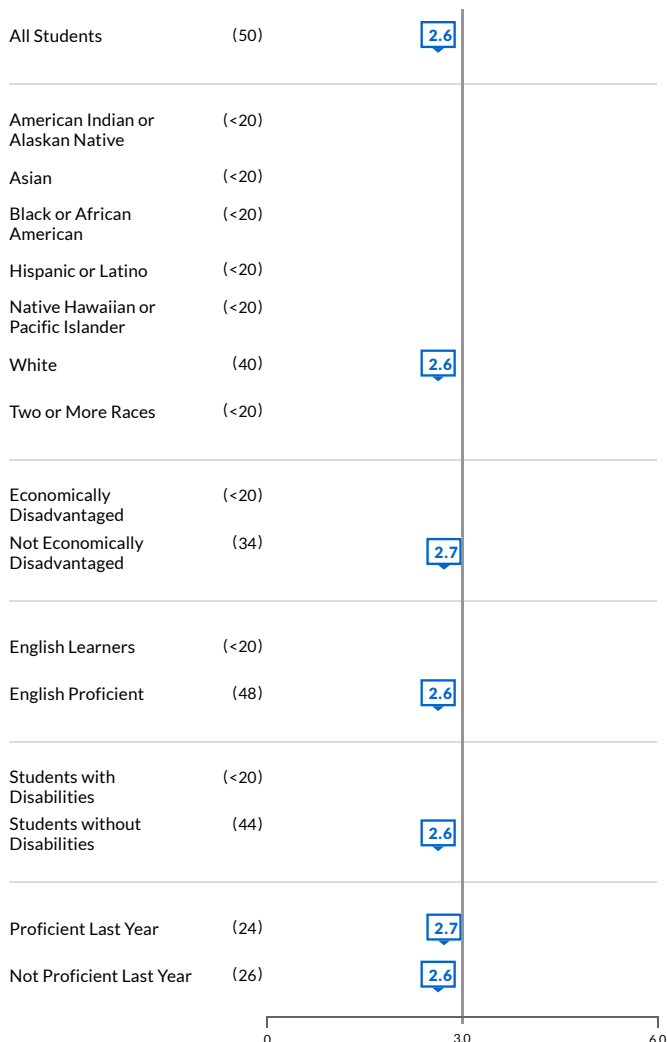 All Students (50) 2.6
American Indian or (<20)
Alaskan Native
Asian (<20)
Black or African (<20)
American
Hispanic or Latino (<20)
Native Hawaiian or (<20)
Pacific Islander
White (40) 2.6
Two or More Races (<20)
Economically (<20)
Disadvantaged
Not Economically (34) 2.7
Disadvantaged
English Learners (<20)
English Proficient (48) 2.6
Students with (<20)
Disabilities
Students without (44) 2.6
Disabilities
Proficient Last Year (24) 2.7
Not Proficient Last Year (26) 2.6
0 3.0 6.0